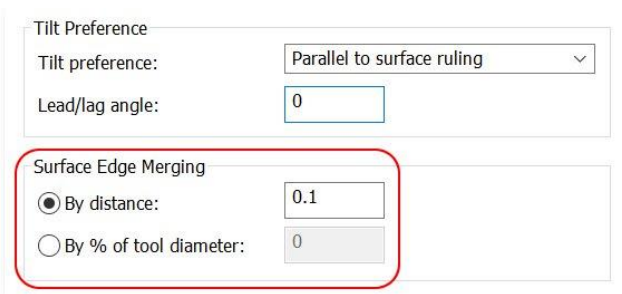 Tilt Preference
Tilt preference: Parallel to surface ruling
Lead/lag angle: 0
Surface Edge Merging
By distance: 0.1
By % of tool diameter: 0